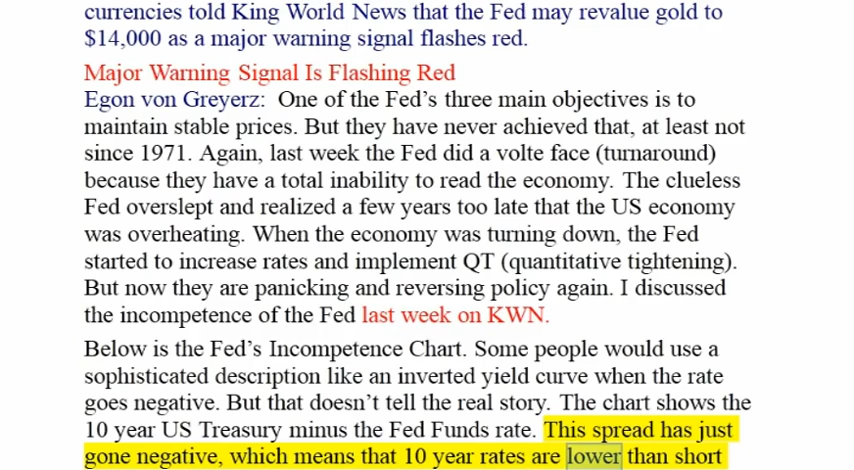 currencies told King World News that the Fed may revalue gold to
$14,000 as a major warning signal flashes red.
Major Warning Signal Is Flashing Red
Egon von Greyerz: One of the Fed’s three main objectives is to
maintain stable prices. But they have never achieved that, at least not
since 1971. Again, last week the Fed did a volte face (turnaround)
because they have a total inability to read the economy. The clueless
Fed overslept and realized a few years too late that the US economy
was overheating. When the economy was turning down, the Fed
started to increase rates and implement QT (quantitative tightening).
But now they are panicking and reversing policy again. I discussed
the incompetence of the Fed last week on KWN.
Below is the Fed’s Incompetence Chart. Some people would use a
sophisticated description like an inverted yield curve when the rate
goes negative. But that doesn’t tell the real story. The chart shows the
10 year US Treasury minus the Fed Funds rate. This spread has just
gone negative, which means that 10 year rates are lower than short